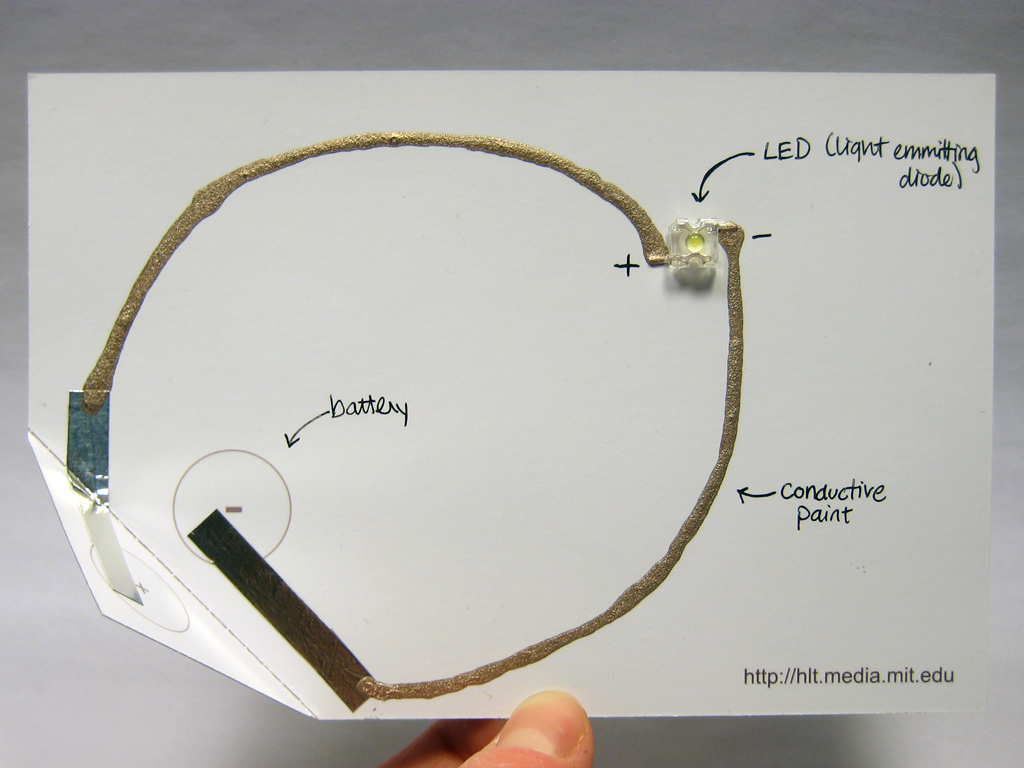 LED (light emmitting
diode)
-
+
battery
-
conductive
paint
+
http://hlt.media.mit.edu